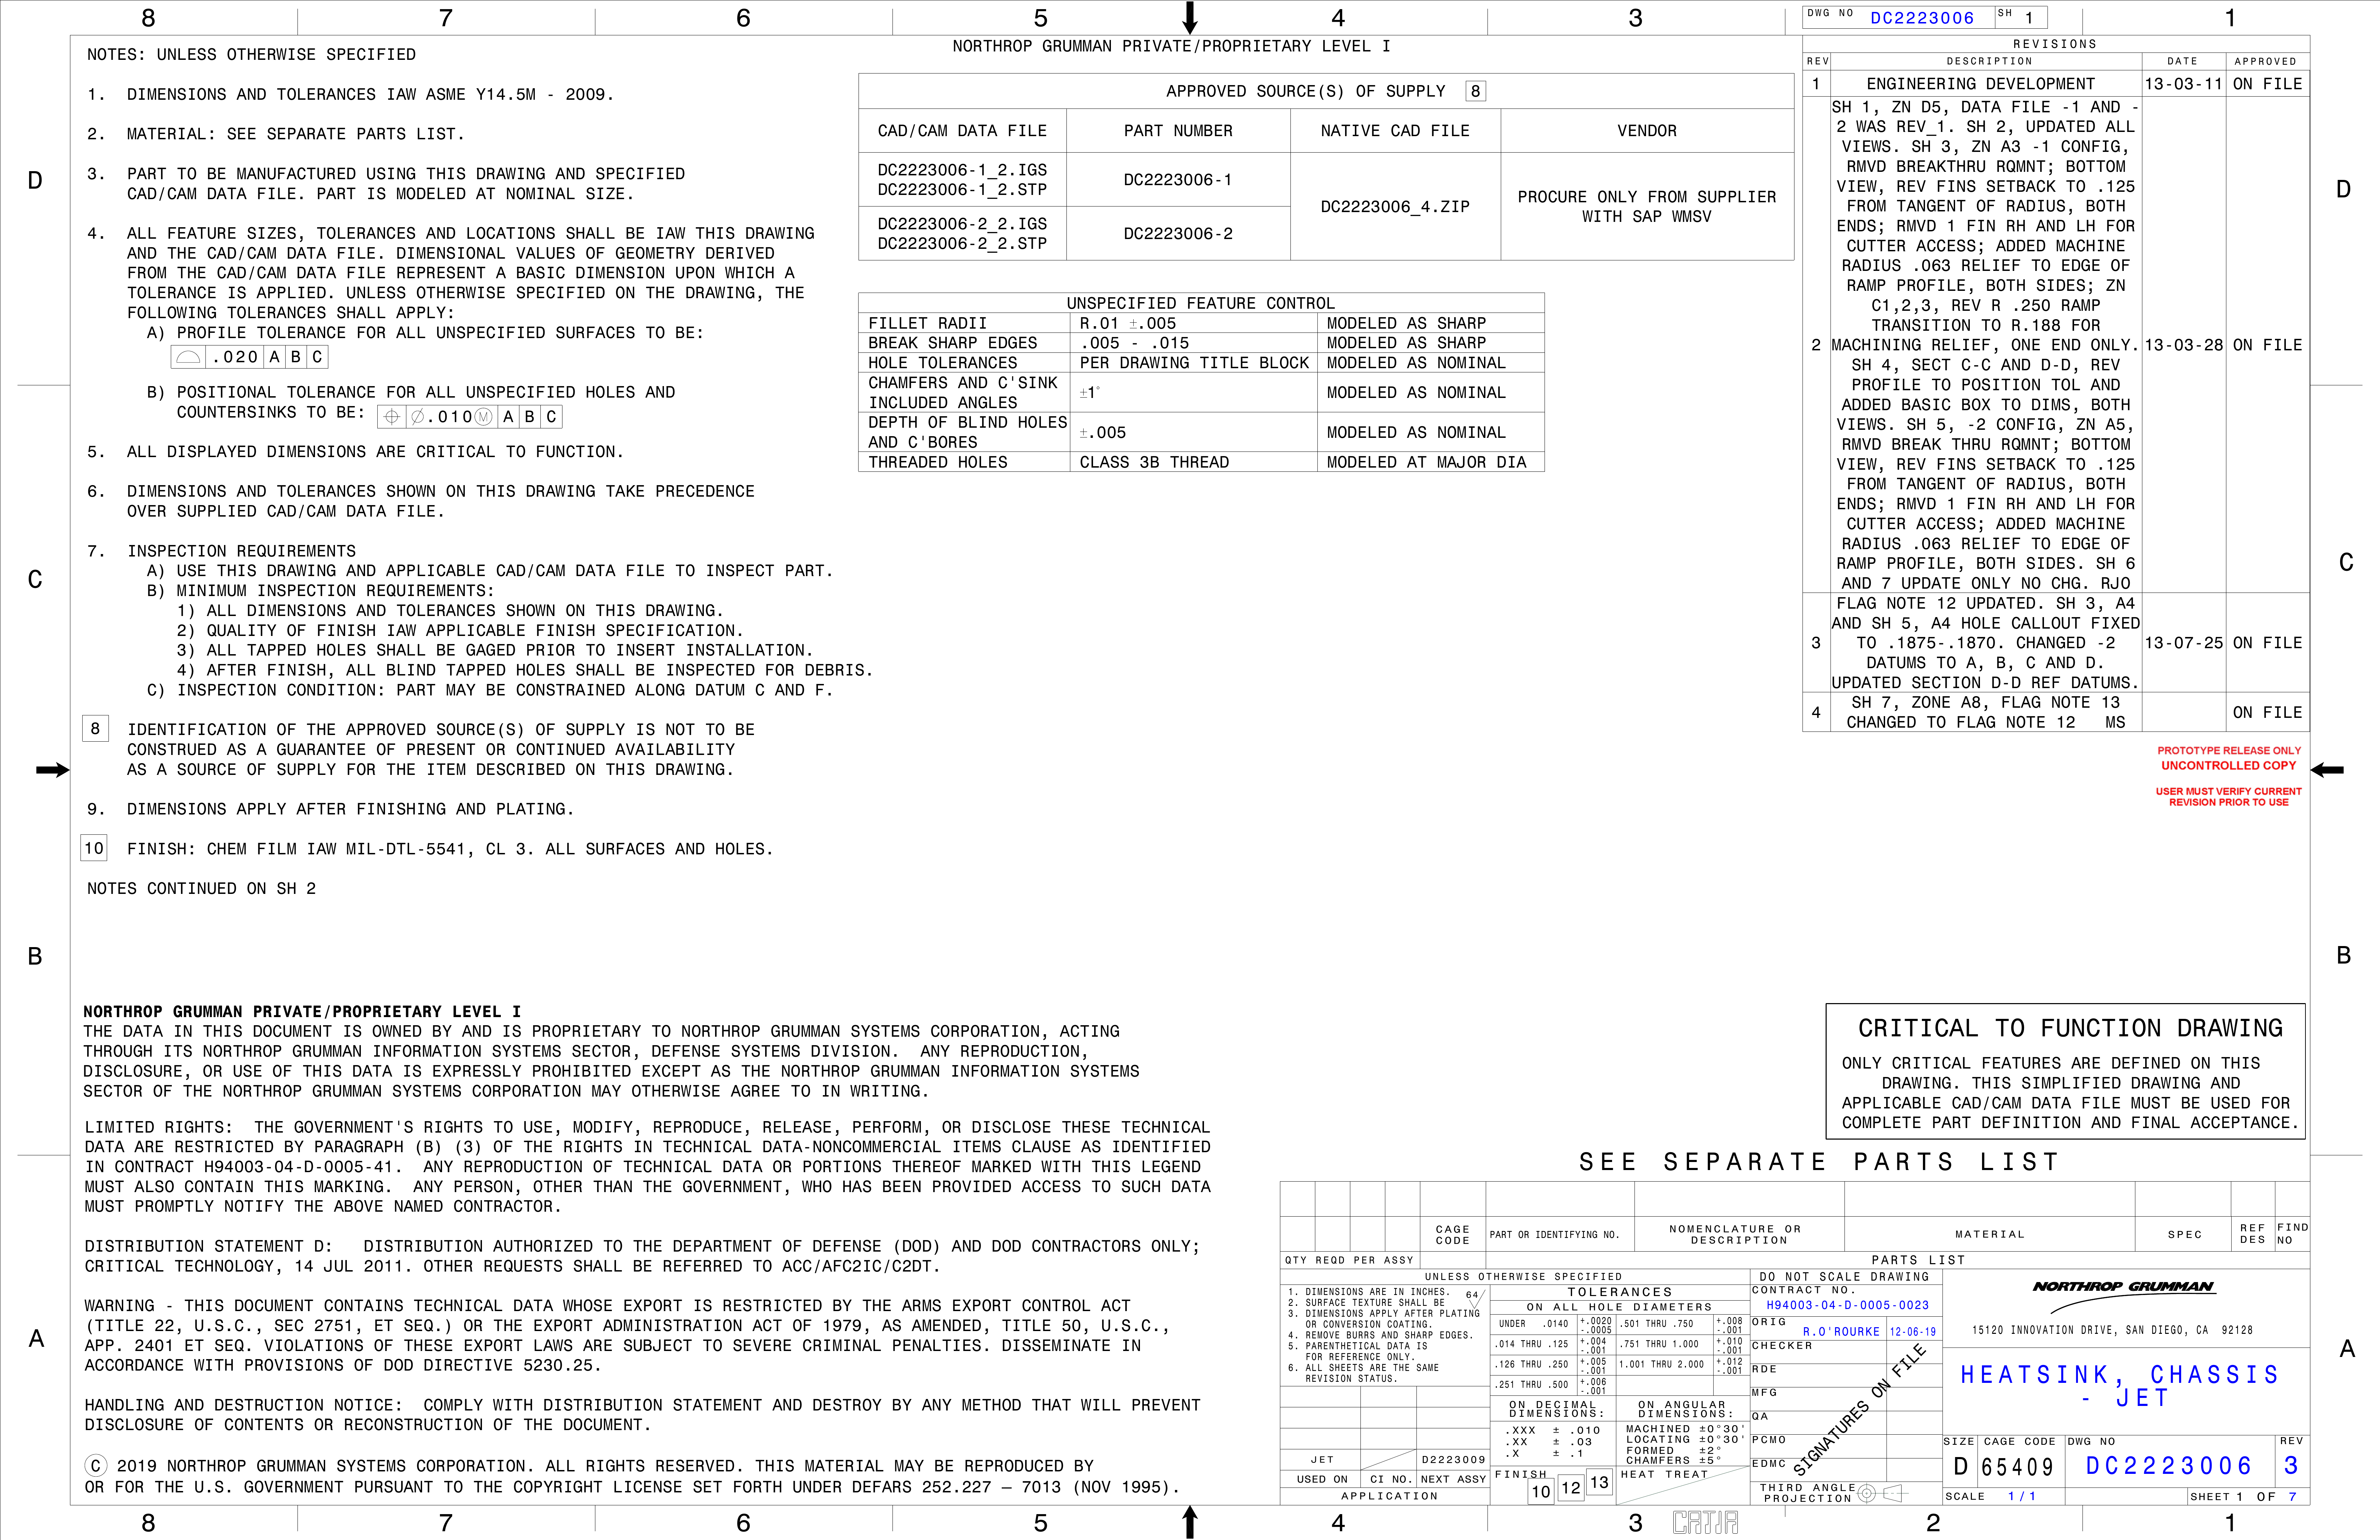 8 7 6 5 4 3 1
DWG NO DC2223006 SH 1
NORTHROP GRUMMAN PRIVATE/PROPRIETARY LEVEL I
NOTES: UNLESS OTHERWISE SPECIFIED
1. DIMENSIONS AND TOLERANCES IAW ASME Y14.5M - 2009.
2. MATERIAL: SEE SEPARATE PARTS LIST.
3. PART TO BE MANUFACTURED USING THIS DRAWING AND SPECIFIED
CAD/CAM DATA FILE. PART IS MODELED AT NOMINAL SIZE.
4. ALL FEATURE SIZES, TOLERANCES AND LOCATIONS SHALL BE IAW THIS DRAWING
AND THE CAD/CAM DATA FILE. DIMENSIONAL VALUES OF GEOMETRY DERIVED
FROM THE CAD/CAM DATA FILE REPRESENT A BASIC DIMENSION UPON WHICH A
TOLERANCE IS APPLIED. UNLESS OTHERWISE SPECIFIED ON THE DRAWING, THE
FOLLOWING TOLERANCES SHALL APPLY:
A) PROFILE TOLERANCE FOR ALL UNSPECIFIED SURFACES TO BE:
⌓ .020 A B C
B) POSITIONAL TOLERANCE FOR ALL UNSPECIFIED HOLES AND
COUNTERSINKS TO BE: ⌖ ⌀.010Ⓜ A B C
5. ALL DISPLAYED DIMENSIONS ARE CRITICAL TO FUNCTION.
6. DIMENSIONS AND TOLERANCES SHOWN ON THIS DRAWING TAKE PRECEDENCE
OVER SUPPLIED CAD/CAM DATA FILE.
7. INSPECTION REQUIREMENTS
A) USE THIS DRAWING AND APPLICABLE CAD/CAM DATA FILE TO INSPECT PART.
B) MINIMUM INSPECTION REQUIREMENTS:
1) ALL DIMENSIONS AND TOLERANCES SHOWN ON THIS DRAWING.
2) QUALITY OF FINISH IAW APPLICABLE FINISH SPECIFICATION.
3) ALL TAPPED HOLES SHALL BE GAGED PRIOR TO INSERT INSTALLATION.
4) AFTER FINISH, ALL BLIND TAPPED HOLES SHALL BE INSPECTED FOR DEBRIS.
C) INSPECTION CONDITION: PART MAY BE CONSTRAINED ALONG DATUM C AND F.
8 IDENTIFICATION OF THE APPROVED SOURCE(S) OF SUPPLY IS NOT TO BE
CONSTRUED AS A GUARANTEE OF PRESENT OR CONTINUED AVAILABILITY
AS A SOURCE OF SUPPLY FOR THE ITEM DESCRIBED ON THIS DRAWING.
9. DIMENSIONS APPLY AFTER FINISHING AND PLATING.
10 FINISH: CHEM FILM IAW MIL-DTL-5541, CL 3. ALL SURFACES AND HOLES.
NOTES CONTINUED ON SH 2
APPROVED SOURCE(S) OF SUPPLY 8
CAD/CAM DATA FILE PART NUMBER NATIVE CAD FILE VENDOR
DC2223006-1_2.IGS
DC2223006-1_2.STP
DC2223006-1
DC2223006-2_2.IGS
DC2223006-2_2.STP
DC2223006-2
DC2223006_4.ZIP
PROCURE ONLY FROM SUPPLIER
WITH SAP WMSV
UNSPECIFIED FEATURE CONTROL
FILLET RADII R.01 ±.005 MODELED AS SHARP
BREAK SHARP EDGES .005 - .015 MODELED AS SHARP
HOLE TOLERANCES PER DRAWING TITLE BLOCK MODELED AS NOMINAL
CHAMFERS AND C'SINK
INCLUDED ANGLES ±1° MODELED AS NOMINAL
DEPTH OF BLIND HOLES
AND C'BORES ±.005 MODELED AS NOMINAL
THREADED HOLES CLASS 3B THREAD MODELED AT MAJOR DIA
REVISIONS
REV DESCRIPTION DATE APPROVED
1 ENGINEERING DEVELOPMENT 13-03-11 ON FILE
SH 1, ZN D5, DATA FILE -1 AND -
2 WAS REV_1. SH 2, UPDATED ALL
VIEWS. SH 3, ZN A3 -1 CONFIG,
RMVD BREAKTHRU RQMNT; BOTTOM
VIEW, REV FINS SETBACK TO .125
FROM TANGENT OF RADIUS, BOTH
ENDS; RMVD 1 FIN RH AND LH FOR
CUTTER ACCESS; ADDED MACHINE
RADIUS .063 RELIEF TO EDGE OF
RAMP PROFILE, BOTH SIDES; ZN
C1,2,3, REV R .250 RAMP
TRANSITION TO R.188 FOR
2 MACHINING RELIEF, ONE END ONLY. 13-03-28 ON FILE
SH 4, SECT C-C AND D-D, REV
PROFILE TO POSITION TOL AND
ADDED BASIC BOX TO DIMS, BOTH
VIEWS. SH 5, -2 CONFIG, ZN A5,
RMVD BREAK THRU RQMNT; BOTTOM
VIEW, REV FINS SETBACK TO .125
FROM TANGENT OF RADIUS, BOTH
ENDS; RMVD 1 FIN RH AND LH FOR
CUTTER ACCESS; ADDED MACHINE
RADIUS .063 RELIEF TO EDGE OF
RAMP PROFILE, BOTH SIDES. SH 6
AND 7 UPDATE ONLY NO CHG. RJO
FLAG NOTE 12 UPDATED. SH 3, A4
AND SH 5, A4 HOLE CALLOUT FIXED
3 TO .1875-.1870. CHANGED -2 13-07-25 ON FILE
DATUMS TO A, B, C AND D.
UPDATED SECTION D-D REF DATUMS.
4 SH 7, ZONE A8, FLAG NOTE 13
CHANGED TO FLAG NOTE 12 MS ON FILE
PROTOTYPE RELEASE ONLY
UNCONTROLLED COPY
USER MUST VERIFY CURRENT
REVISION PRIOR TO USE
D D
C C
B B
A A
NORTHROP GRUMMAN PRIVATE/PROPRIETARY LEVEL I
THE DATA IN THIS DOCUMENT IS OWNED BY AND IS PROPRIETARY TO NORTHROP GRUMMAN SYSTEMS CORPORATION, ACTING
THROUGH ITS NORTHROP GRUMMAN INFORMATION SYSTEMS SECTOR, DEFENSE SYSTEMS DIVISION. ANY REPRODUCTION,
DISCLOSURE, OR USE OF THIS DATA IS EXPRESSLY PROHIBITED EXCEPT AS THE NORTHROP GRUMMAN INFORMATION SYSTEMS
SECTOR OF THE NORTHROP GRUMMAN SYSTEMS CORPORATION MAY OTHERWISE AGREE TO IN WRITING.
LIMITED RIGHTS: THE GOVERNMENT'S RIGHTS TO USE, MODIFY, REPRODUCE, RELEASE, PERFORM, OR DISCLOSE THESE TECHNICAL
DATA ARE RESTRICTED BY PARAGRAPH (B) (3) OF THE RIGHTS IN TECHNICAL DATA-NONCOMMERCIAL ITEMS CLAUSE AS IDENTIFIED
IN CONTRACT H94003-04-D-0005-41. ANY REPRODUCTION OF TECHNICAL DATA OR PORTIONS THEREOF MARKED WITH THIS LEGEND
MUST ALSO CONTAIN THIS MARKING. ANY PERSON, OTHER THAN THE GOVERNMENT, WHO HAS BEEN PROVIDED ACCESS TO SUCH DATA
MUST PROMPTLY NOTIFY THE ABOVE NAMED CONTRACTOR.
DISTRIBUTION STATEMENT D: DISTRIBUTION AUTHORIZED TO THE DEPARTMENT OF DEFENSE (DOD) AND DOD CONTRACTORS ONLY;
CRITICAL TECHNOLOGY, 14 JUL 2011. OTHER REQUESTS SHALL BE REFERRED TO ACC/AFC2IC/C2DT.
WARNING - THIS DOCUMENT CONTAINS TECHNICAL DATA WHOSE EXPORT IS RESTRICTED BY THE ARMS EXPORT CONTROL ACT
(TITLE 22, U.S.C., SEC 2751, ET SEQ.) OR THE EXPORT ADMINISTRATION ACT OF 1979, AS AMENDED, TITLE 50, U.S.C.,
APP. 2401 ET SEQ. VIOLATIONS OF THESE EXPORT LAWS ARE SUBJECT TO SEVERE CRIMINAL PENALTIES. DISSEMINATE IN
ACCORDANCE WITH PROVISIONS OF DOD DIRECTIVE 5230.25.
HANDLING AND DESTRUCTION NOTICE: COMPLY WITH DISTRIBUTION STATEMENT AND DESTROY BY ANY METHOD THAT WILL PREVENT
DISCLOSURE OF CONTENTS OR RECONSTRUCTION OF THE DOCUMENT.
© 2019 NORTHROP GRUMMAN SYSTEMS CORPORATION. ALL RIGHTS RESERVED. THIS MATERIAL MAY BE REPRODUCED BY
OR FOR THE U.S. GOVERNMENT PURSUANT TO THE COPYRIGHT LICENSE SET FORTH UNDER DEFARS 252.227 – 7013 (NOV 1995).
CRITICAL TO FUNCTION DRAWING
ONLY CRITICAL FEATURES ARE DEFINED ON THIS
DRAWING. THIS SIMPLIFIED DRAWING AND
APPLICABLE CAD/CAM DATA FILE MUST BE USED FOR
COMPLETE PART DEFINITION AND FINAL ACCEPTANCE.
SEE SEPARATE PARTS LIST
QTY REQD PER ASSY
CAGE
CODE
PART OR IDENTIFYING NO.
NOMENCLATURE OR
DESCRIPTION
MATERIAL
SPEC
REF
DES
FIND
NO
PARTS LIST
UNLESS OTHERWISE SPECIFIED
1. DIMENSIONS ARE IN INCHES.
2. SURFACE TEXTURE SHALL BE 64
3. DIMENSIONS APPLY AFTER PLATING
OR CONVERSION COATING.
4. REMOVE BURRS AND SHARP EDGES.
5. PARENTHETICAL DATA IS
FOR REFERENCE ONLY.
6. ALL SHEETS ARE THE SAME
REVISION STATUS.
TOLERANCES
ON ALL HOLE DIAMETERS
UNDER .0140 +.0020 -.0005 .501 THRU .750 +.008 -.001
.014 THRU .125 +.004 -.001 .751 THRU 1.000 +.010 -.001
.126 THRU .250 +.005 -.001 1.001 THRU 2.000 +.012 -.001
.251 THRU .500 +.006 -.001
ON DECIMAL
DIMENSIONS:
.XXX ± .010
.XX ± .03
.X ± .1
ON ANGULAR
DIMENSIONS:
MACHINED ±0°30'
LOCATING ±0°30'
FORMED ±2°
CHAMFERS ±5°
JET D2223009
USED ON CI NO. NEXT ASSY
APPLICATION
FINISH 10 12 13
HEAT TREAT
DO NOT SCALE DRAWING
CONTRACT NO.
H94003-04-D-0005-0023
ORIG R.O'ROURKE 12-06-19
CHECKER
RDE
MFG
QA
PCMO
EDMC
SIGNATURES ON FILE
THIRD ANGLE
PROJECTION
NORTHROP GRUMMAN
15120 INNOVATION DRIVE, SAN DIEGO, CA 92128
HEATSINK, CHASSIS
- JET
SIZE D
CAGE CODE 65409
DWG NO DC2223006
REV 3
SCALE 1/1
SHEET 1 OF 7
8 7 6 5 4 3 CATIA 2 1